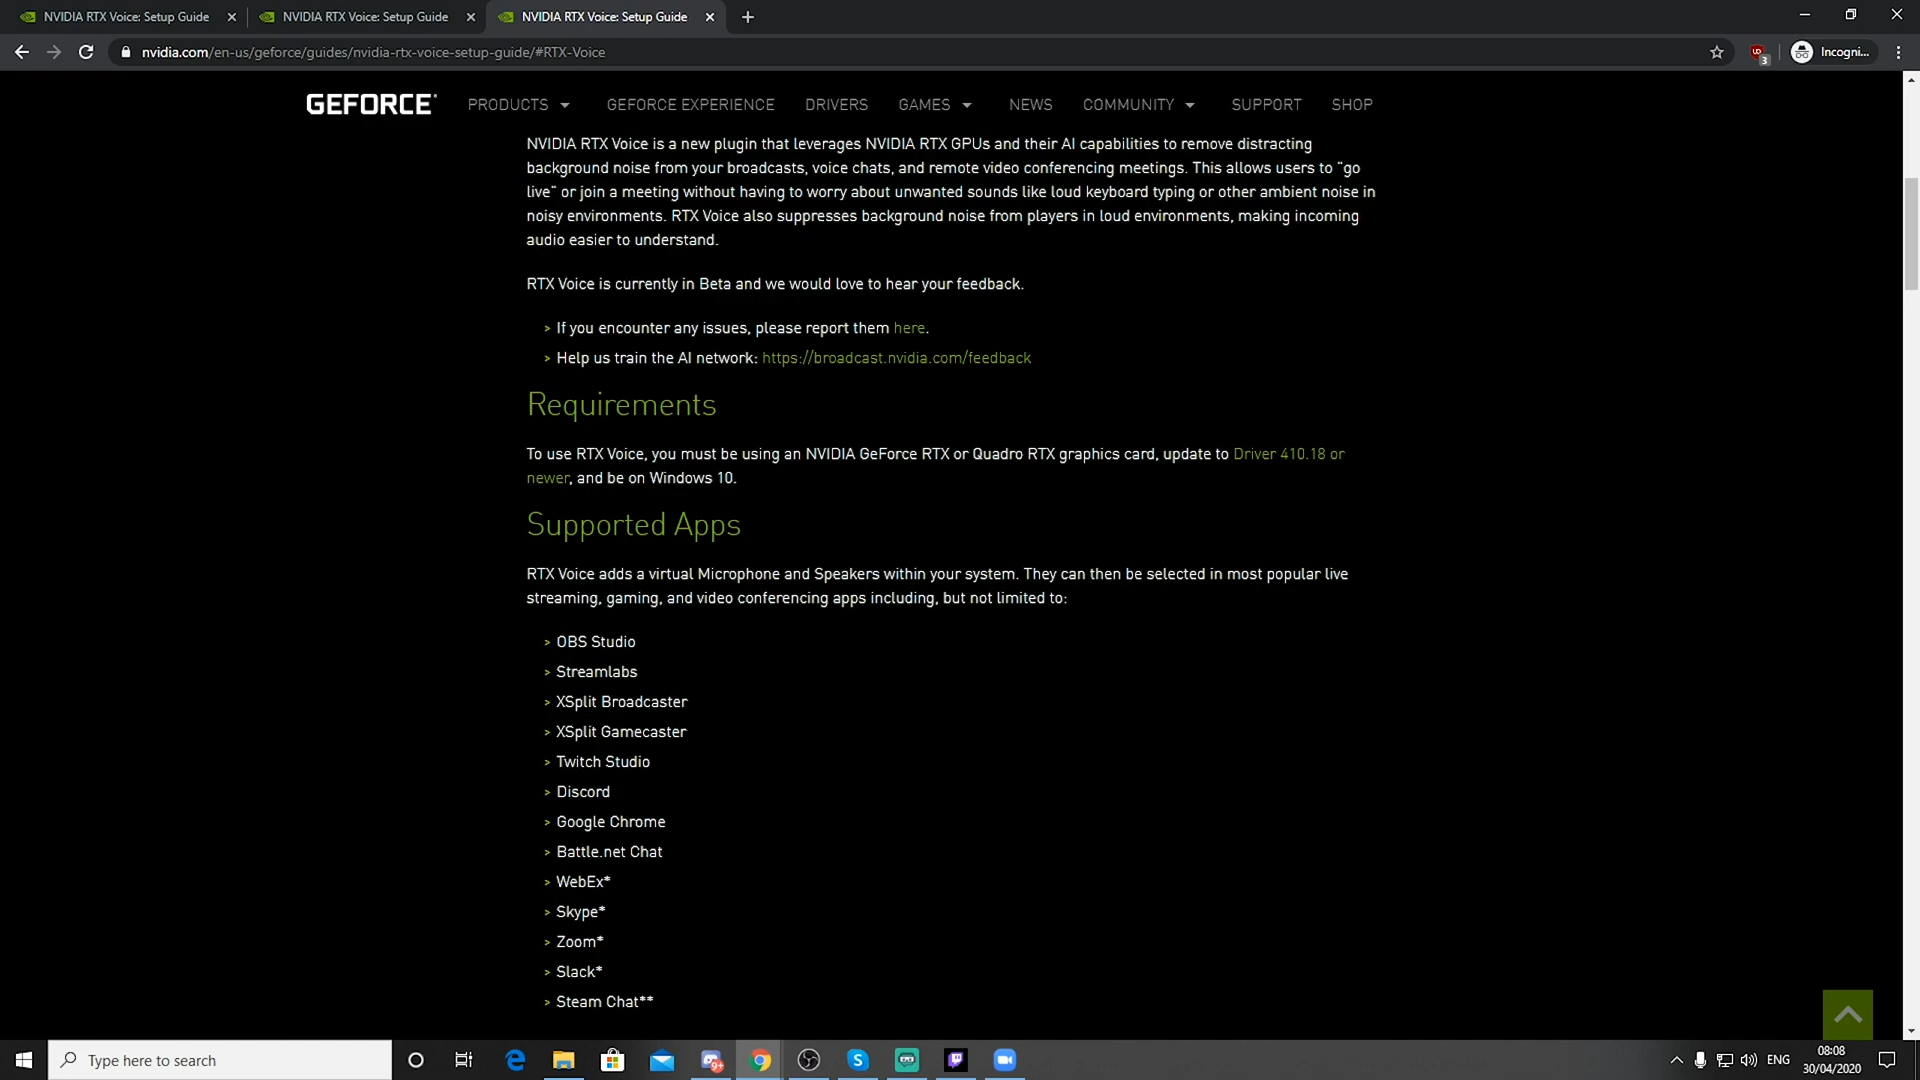 NVIDIA RTX Voice: Setup Guide
NVIDIA RTX Voice: Setup Guide
NVIDIA RTX Voice: Setup Guide
nvidia.com/en-us/geforce/guides/nvidia-rtx-voice-setup-guide/#RTX-Voice
3
Incogni...
GEFORCE
PRODUCTS
GEFORCE EXPERIENCE
DRIVERS
GAMES
NEWS
COMMUNITY
SUPPORT
SHOP
NVIDIA RTX Voice is a new plugin that leverages NVIDIA RTX GPUs and their AI capabilities to remove distracting
background noise from your broadcasts, voice chats, and remote video conferencing meetings. This allows users to "go
live" or join a meeting without having to worry about unwanted sounds like loud keyboard typing or other ambient noise in
noisy environments. RTX Voice also suppresses background noise from players in loud environments, making incoming
audio easier to understand.
RTX Voice is currently in Beta and we would love to hear your feedback.
> If you encounter any issues, please report them here.
> Help us train the AI network: https://broadcast.nvidia.com/feedback
Requirements
To use RTX Voice, you must be using an NVIDIA GeForce RTX or Quadro RTX graphics card, update to Driver 410.18 or
newer, and be on Windows 10.
Supported Apps
RTX Voice adds a virtual Microphone and Speakers within your system. They can then be selected in most popular live
streaming, gaming, and video conferencing apps including, but not limited to:
> OBS Studio
> Streamlabs
> XSplit Broadcaster
> XSplit Gamecaster
> Twitch Studio
> Discord
> Google Chrome
> Battle.net Chat
> WebEx*
> Skype*
> Zoom*
> Slack*
> Steam Chat**
Type here to search
9+
ENG
08:08
30/04/2020